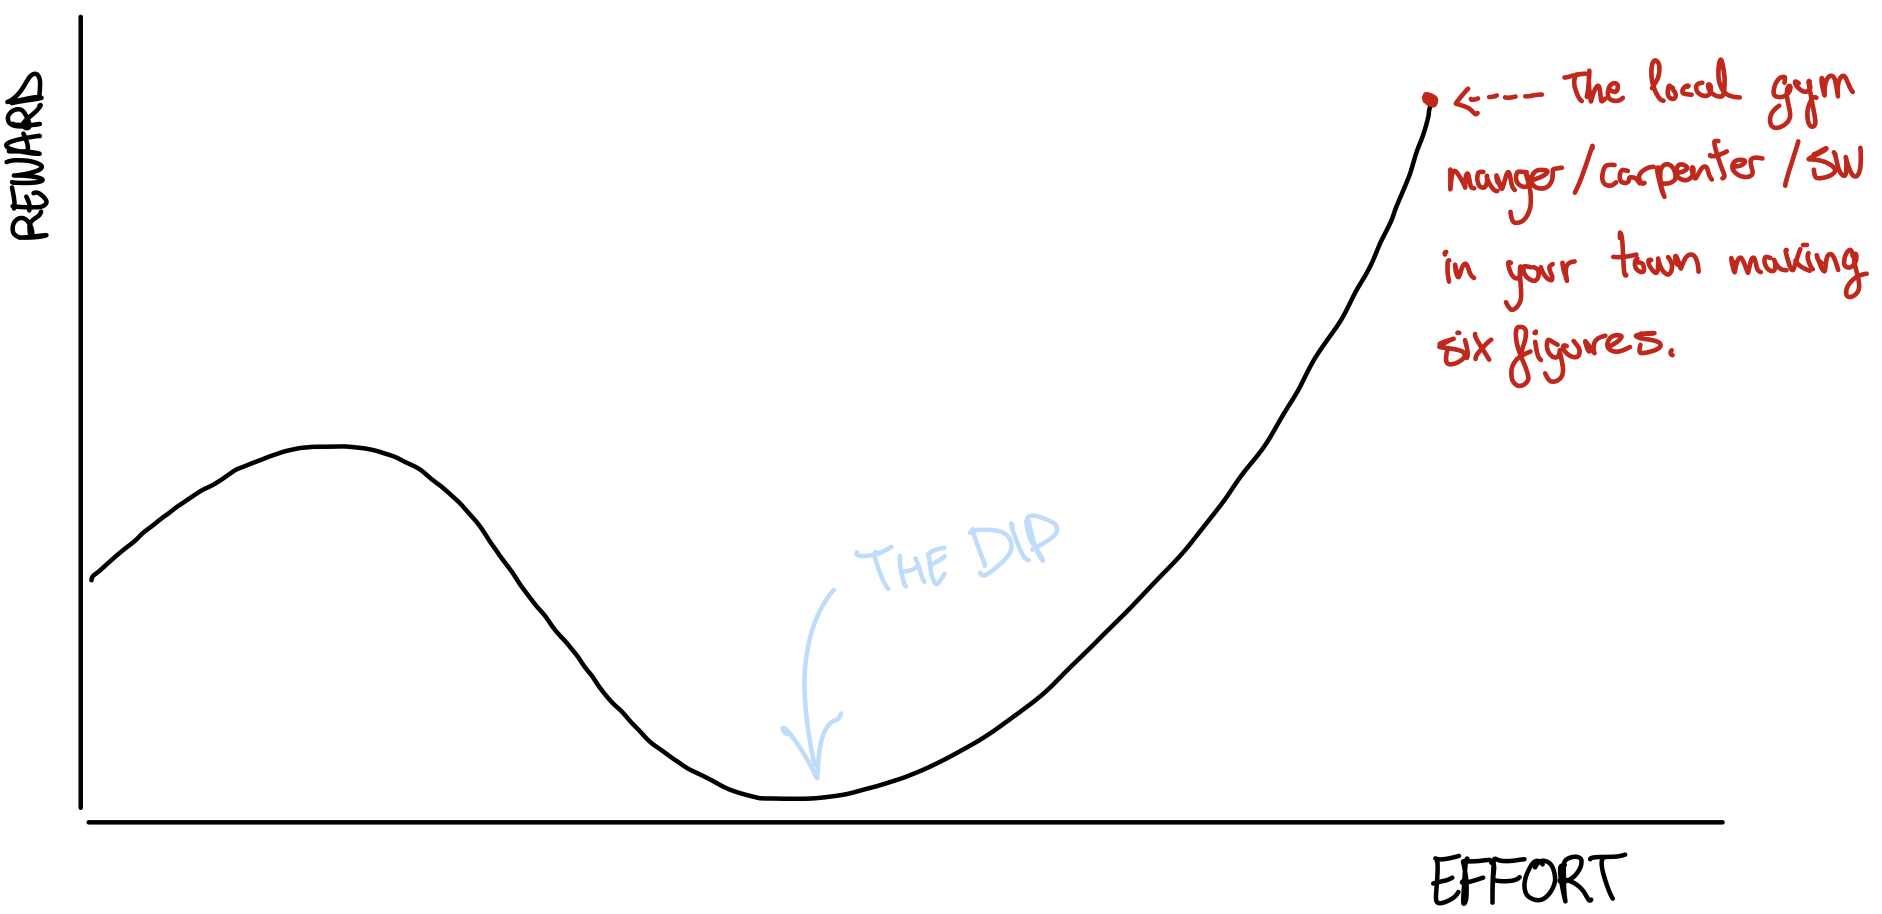 REWARD
The local gym
manger/carpenter/SW
in your town making
six figures.
THE DIP
EFFORT